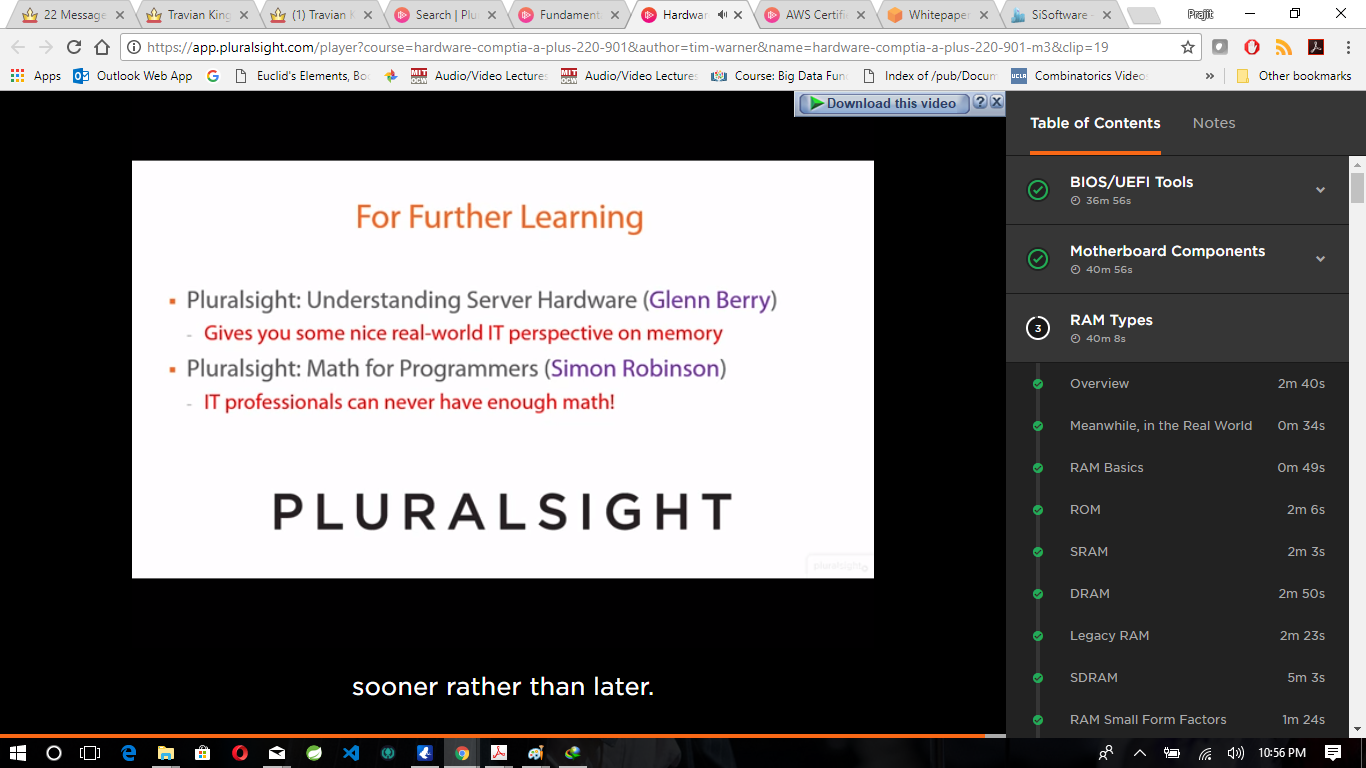 22 Message
Travian King
(1) Travian K
Search | Plu
Fundament
Hardwar
AWS Certifi
Whitepaper
SiSoftware -
Prajit
https://app.pluralsight.com/player?course=hardware-comptia-a-plus-220-901&author=tim-warner&name=hardware-comptia-a-plus-220-901-m3&clip=19
Apps
Outlook Web App
Euclid's Elements, Bo
Audio/Video Lectures
Audio/Video Lectures
Course: Big Data Fun
Index of /pub/Docum
Combinatorics Video
»
Other bookmarks
Download this video
For Further Learning
Pluralsight: Understanding Server Hardware (Glenn Berry)
- Gives you some nice real-world IT perspective on memory
Pluralsight: Math for Programmers (Simon Robinson)
- IT professionals can never have enough math!
PLURALSIGHT
pluralsight
sooner rather than later.
Table of Contents
Notes
BIOS/UEFI Tools
36m 56s
Motherboard Components
40m 56s
3
RAM Types
40m 8s
Overview 2m 40s
Meanwhile, in the Real World 0m 34s
RAM Basics 0m 49s
ROM 2m 6s
SRAM 2m 3s
DRAM 2m 50s
Legacy RAM 2m 23s
SDRAM 5m 3s
RAM Small Form Factors 1m 24s
10:56 PM